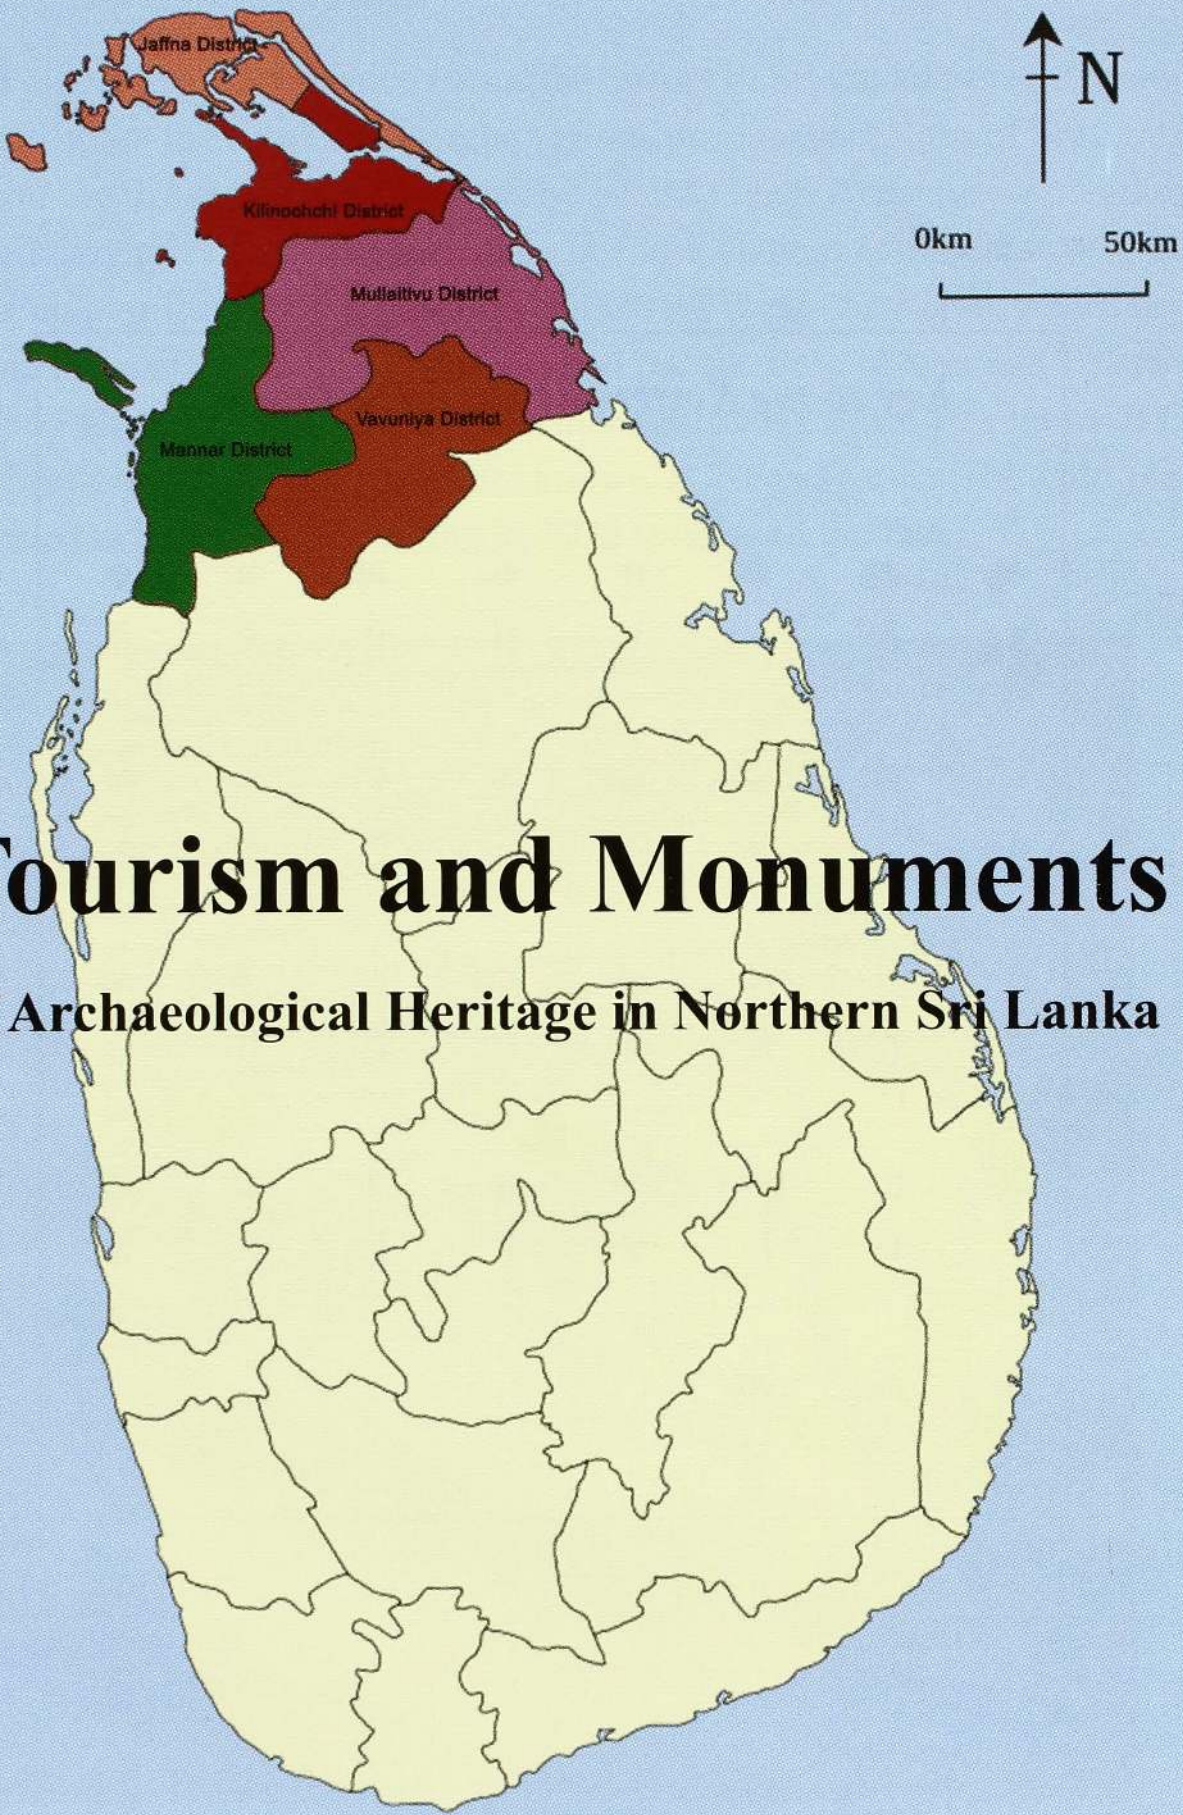 Jaffna District
N
Kilinochchi District
0km 50km
Mullaitivu District
Vavuniya District
Mannar District
Tourism and Monuments
Archaeological Heritage in Northern Sri Lanka